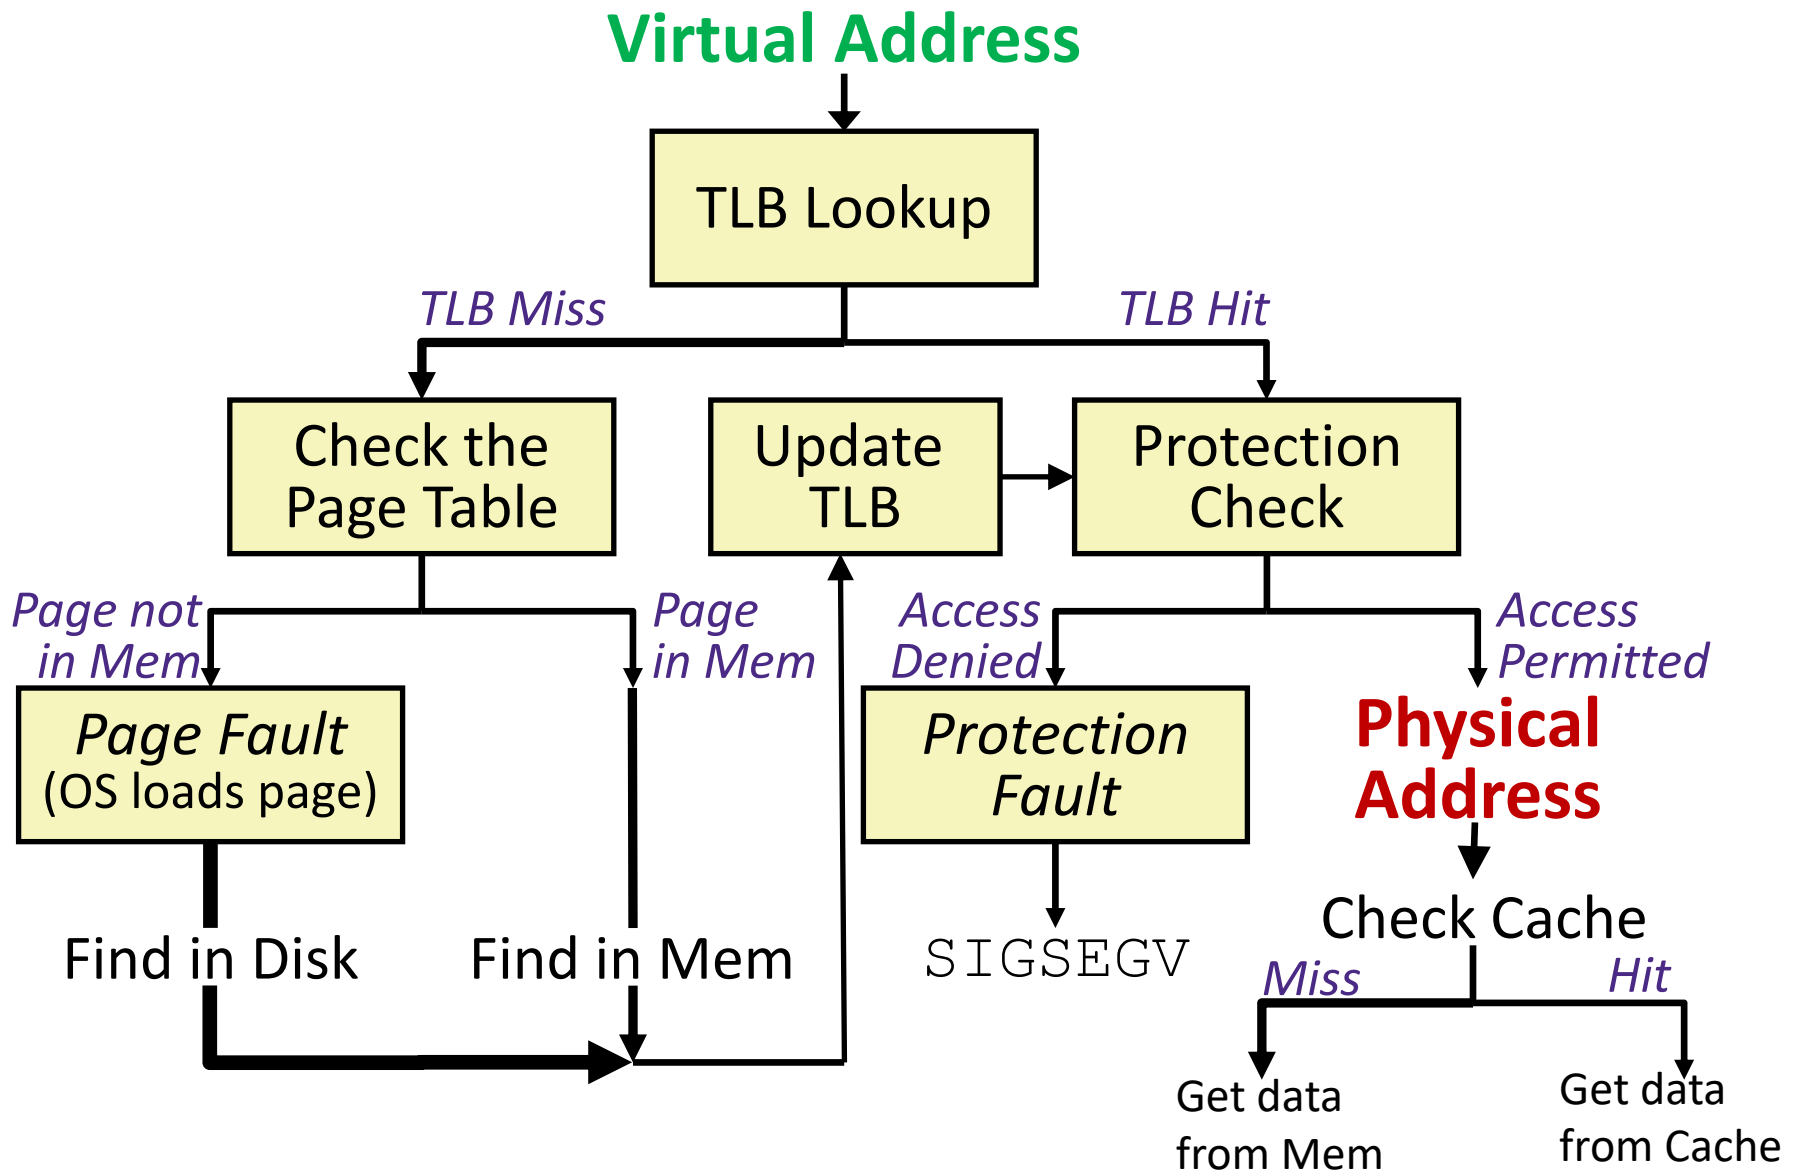 Virtual Address
TLB Lookup
TLB Miss
TLB Hit
Check the
Page Table
Update
TLB
Protection
Check
Page not
in Mem
Page
in Mem
Access
Denied
Access
Permitted
Page Fault
(OS loads page)
Protection
Fault
Physical
Address
Find in Disk
Find in Mem
SIGSEGV
Check Cache
Miss
Hit
Get data
from Mem
Get data
from Cache